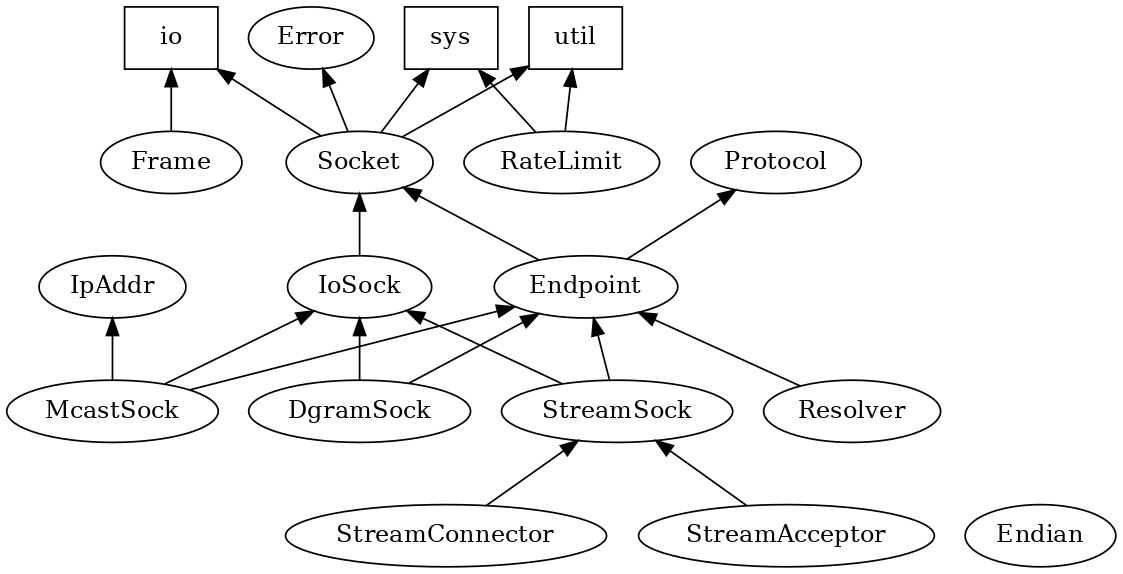 io
Error
sys
util
Frame
Socket
RateLimit
Protocol
IpAddr
IoSock
Endpoint
McastSock
DgramSock
StreamSock
Resolver
StreamConnector
StreamAcceptor
Endian